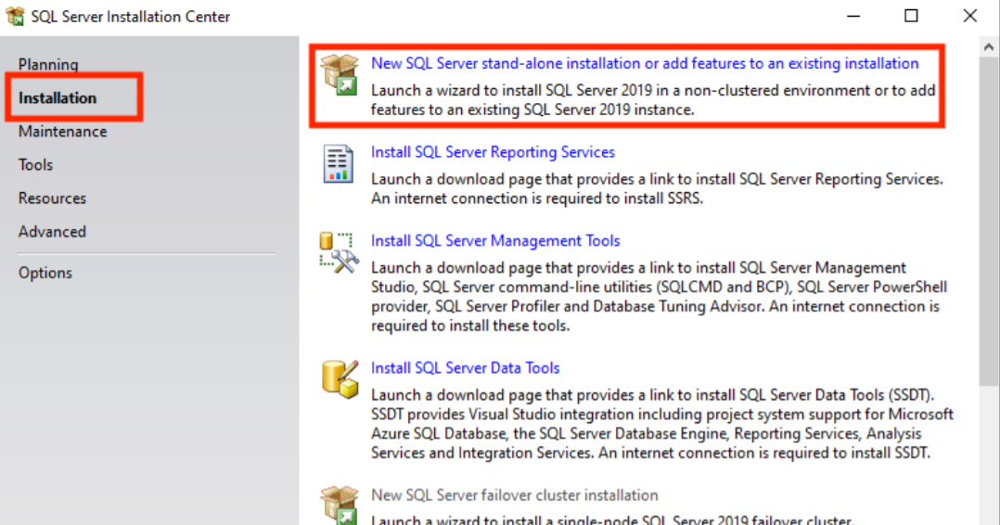 SQL Server Installation Center
Planning
Installation
Maintenance
Tools
Resources
Advanced
Options
New SQL Server stand-alone installation or add features to an existing installation
Launch a wizard to install SQL Server 2019 in a non-clustered environment or to add
features to an existing SQL Server 2019 instance.
Install SQL Server Reporting Services
Launch a download page that provides a link to install SQL Server Reporting Services.
An internet connection is required to install SSRS.
Install SQL Server Management Tools
Launch a download page that provides a link to install SQL Server Management
Studio, SQL Server command-line utilities (SQLCMD and BCP), SQL Server PowerShell
provider, SQL Server Profiler and Database Tuning Advisor. An internet connection is
required to install these tools.
Install SQL Server Data Tools
Launch a download page that provides a link to install SQL Server Data Tools (SSDT).
SSDT provides Visual Studio integration including project system support for Microsoft
Azure SQL Database, the SQL Server Database Engine, Reporting Services, Analysis
Services and Integration Services. An internet connection is required to install SSDT.
New SQL Server failover cluster installation
Launch a wizard to install a single-node SQL Server 2019 failover cluster.